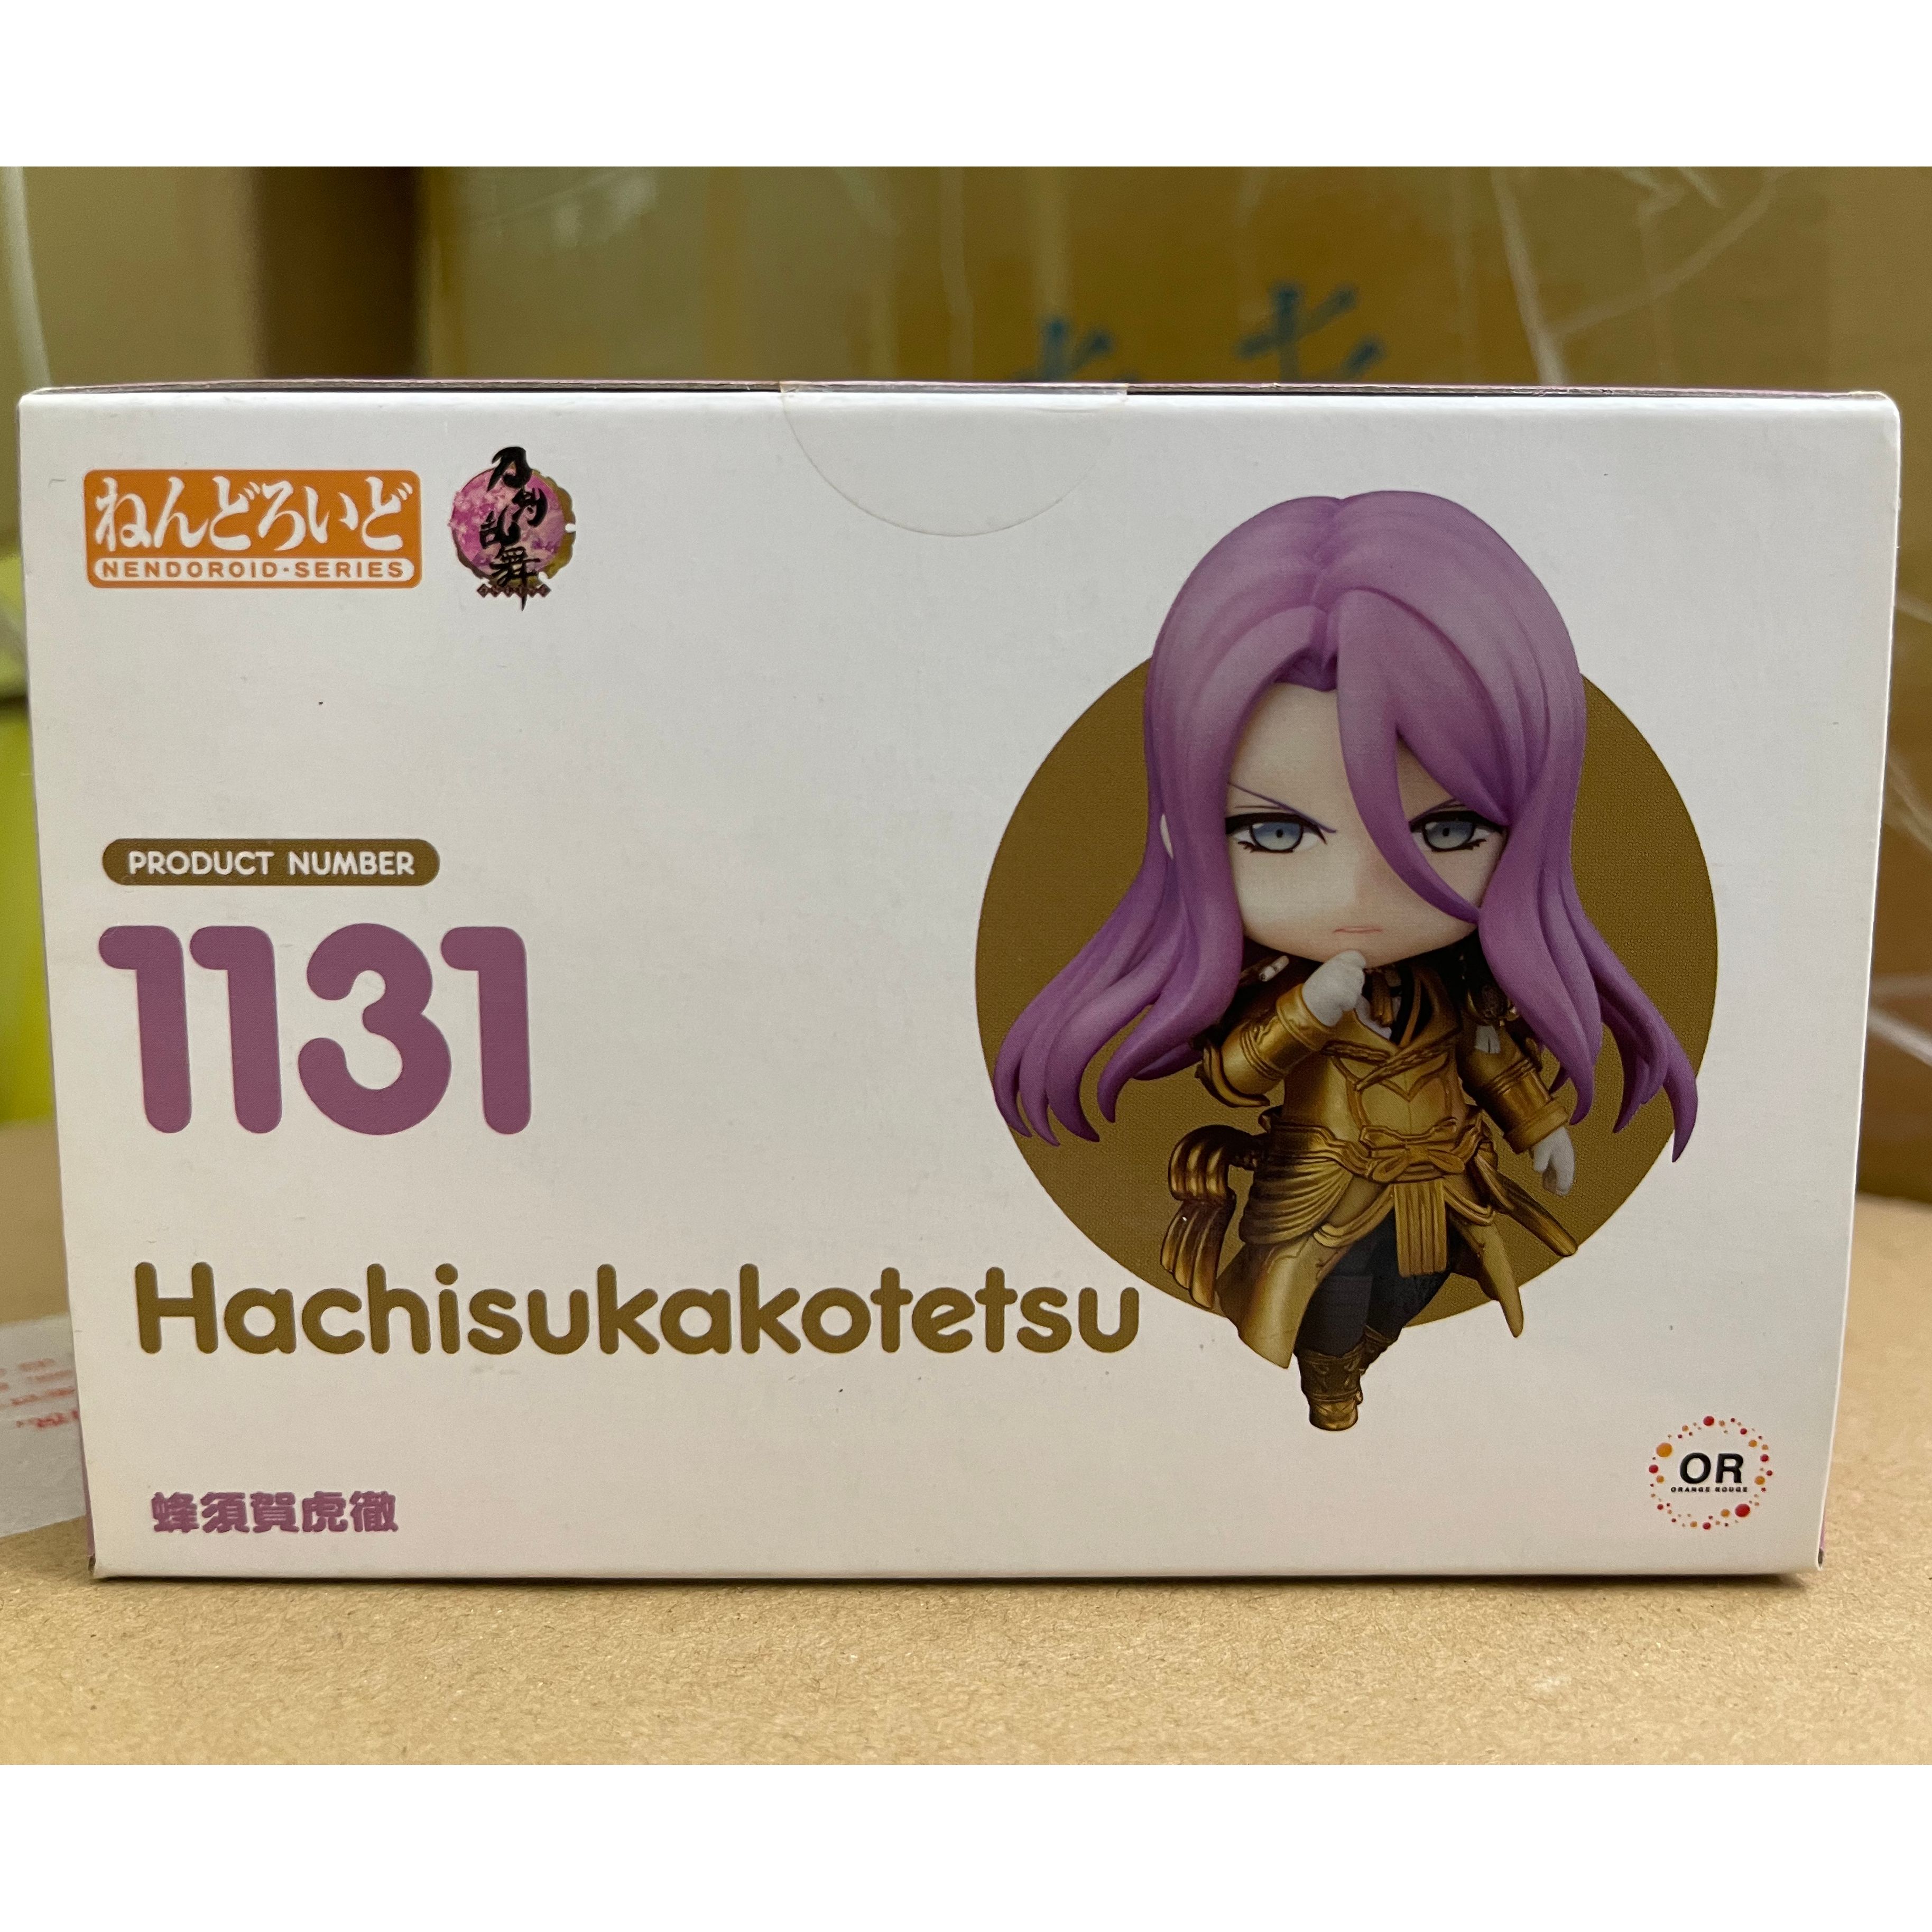 ねんどろいど
NENDOROID·SERIES
刀剣乱舞
ONLINE
PRODUCT NUMBER
1131
Hachisukakotetsu
蜂須賀虎徹
OR
ORANGE ROUGE